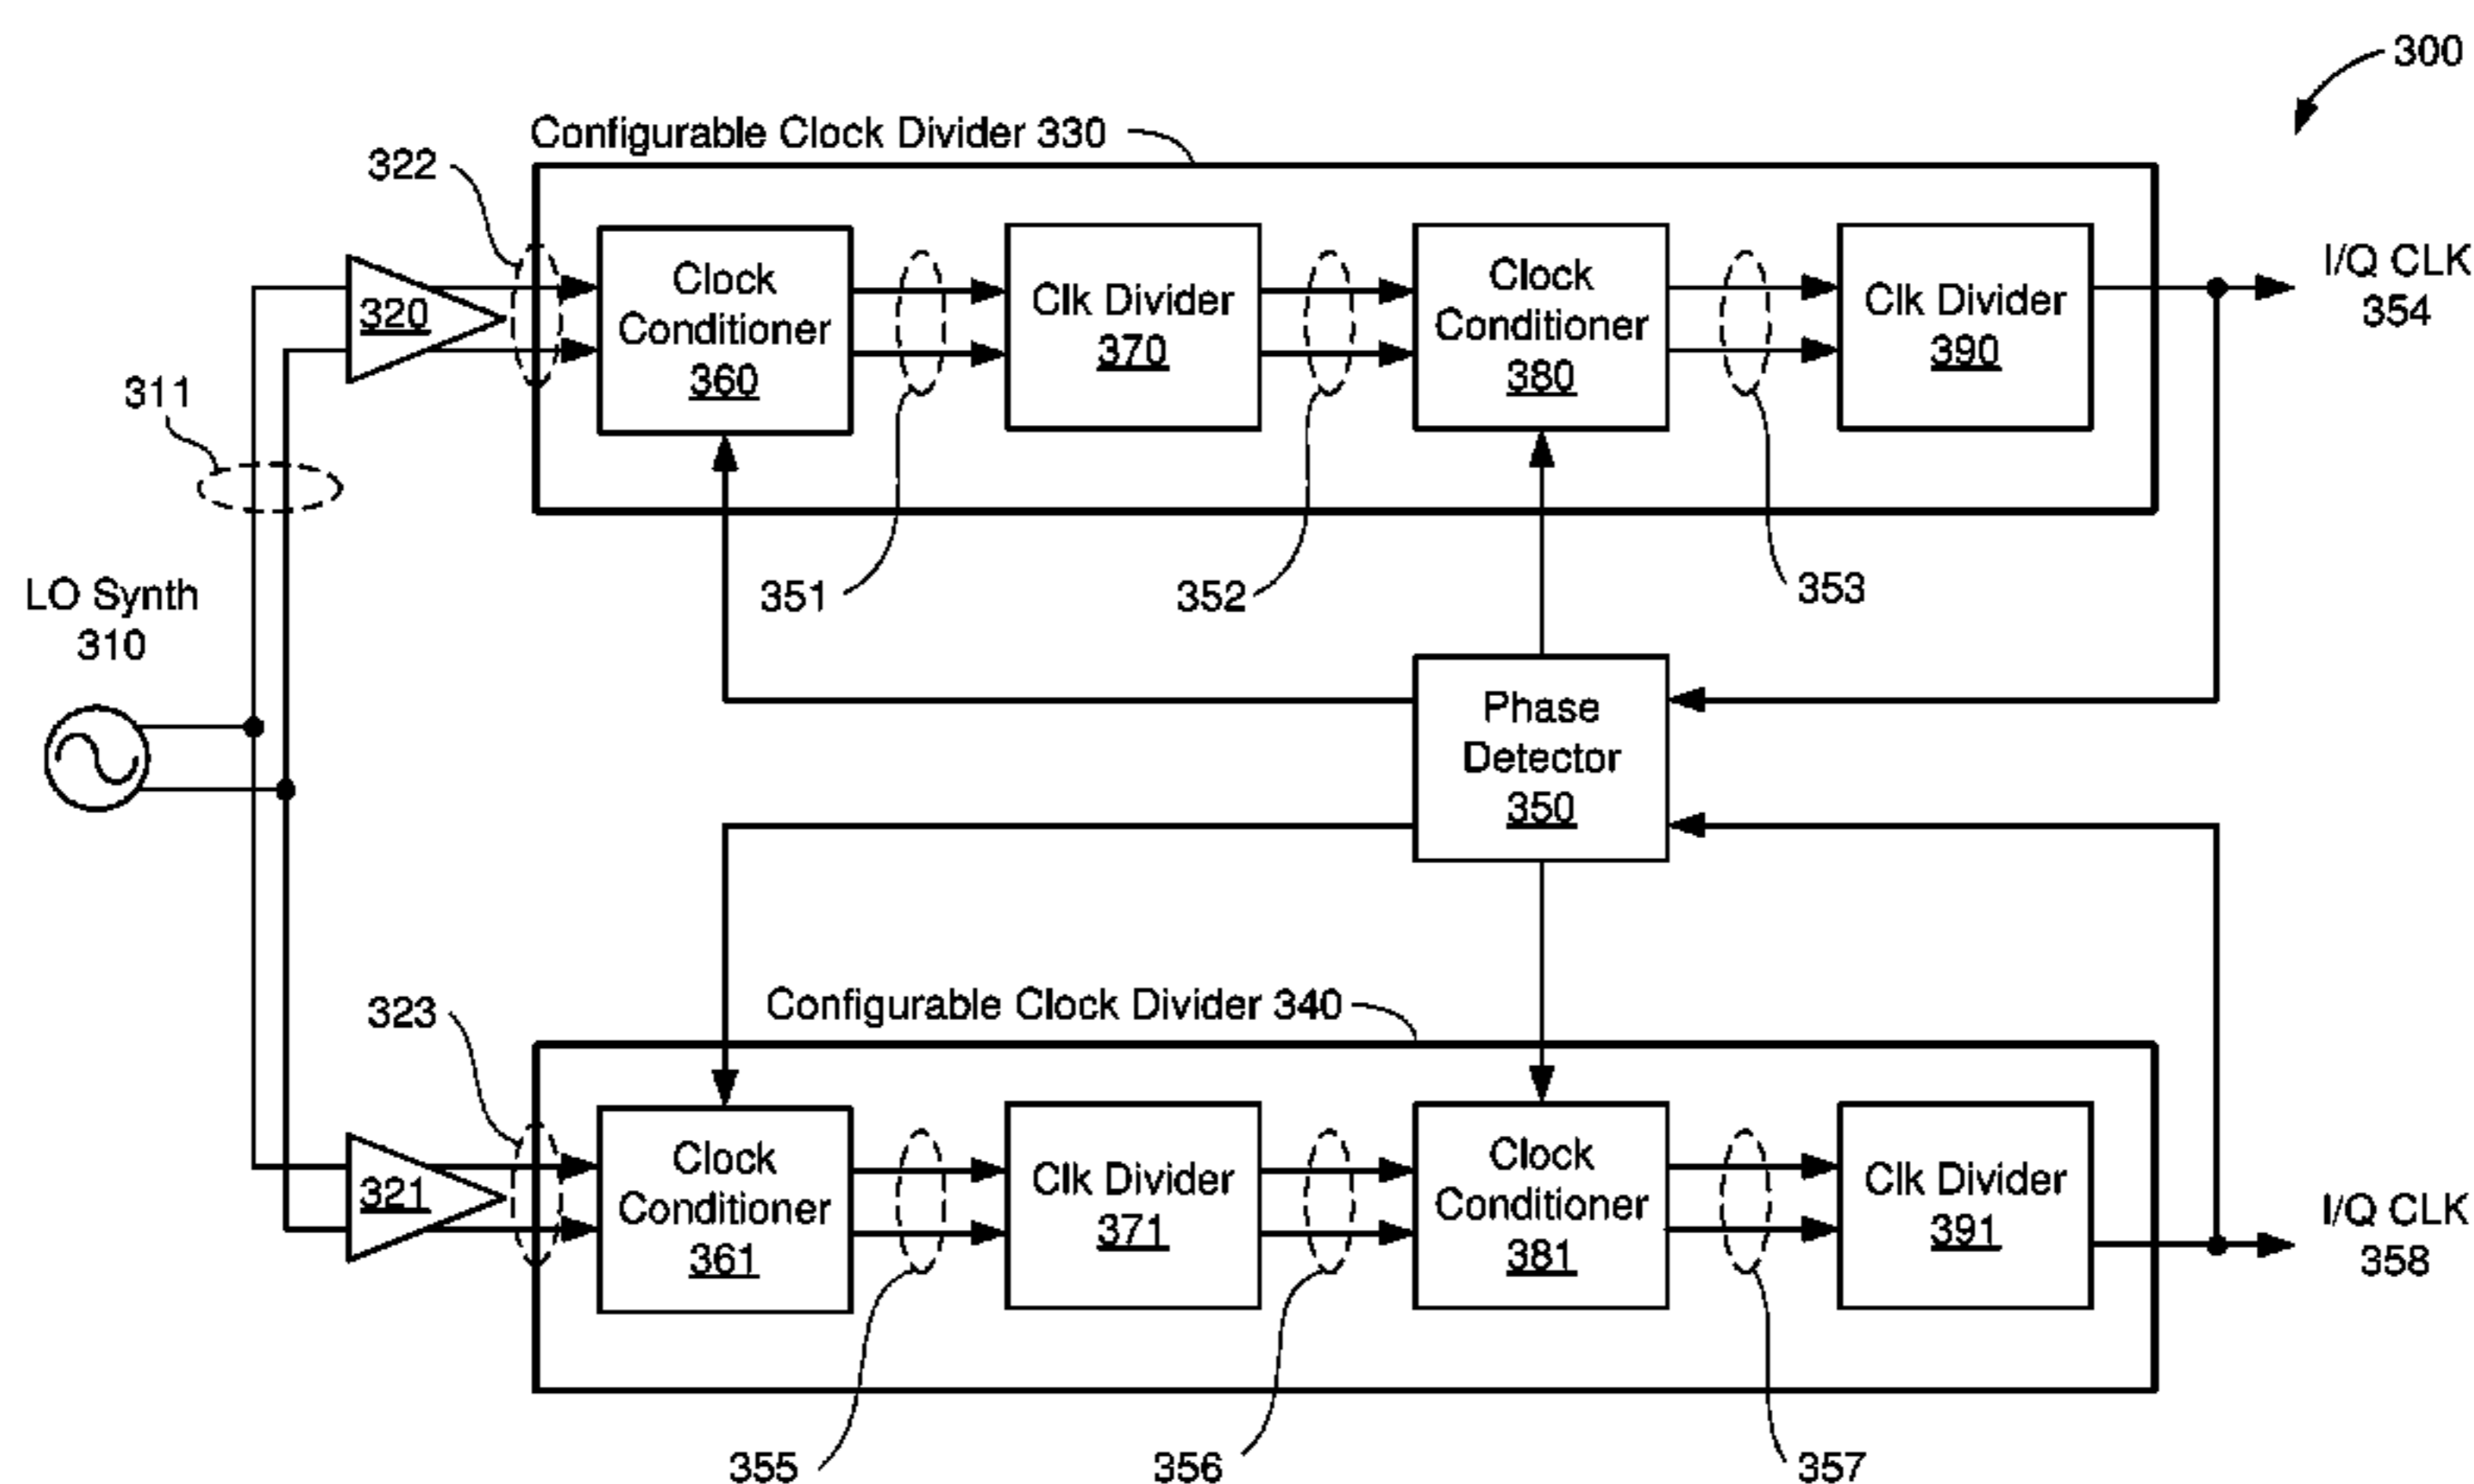 300
Configurable Clock Divider 330
322
320
Clock
Conditioner
360
Clk Divider
370
Clock
Conditioner
380
Clk Divider
390
I/Q CLK
354
311
351
352
353
LO Synth
310
Phase
Detector
350
Configurable Clock Divider 340
323
321
Clock
Conditioner
361
Clk Divider
371
Clock
Conditioner
381
Clk Divider
391
I/Q CLK
358
355
356
357